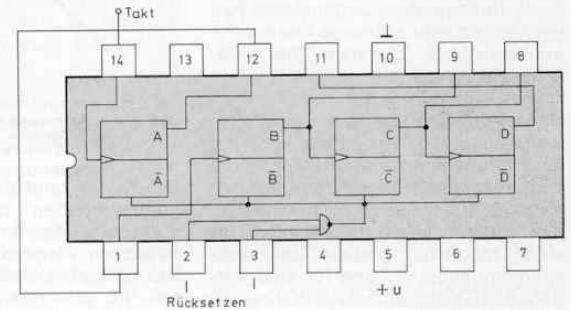 Takt
⊥
14 13 12 11 10 9 8
A B C D
A̅ B̅ C̅ D̅
1 2 3 4 5 6 7
Rücksetzen
+u